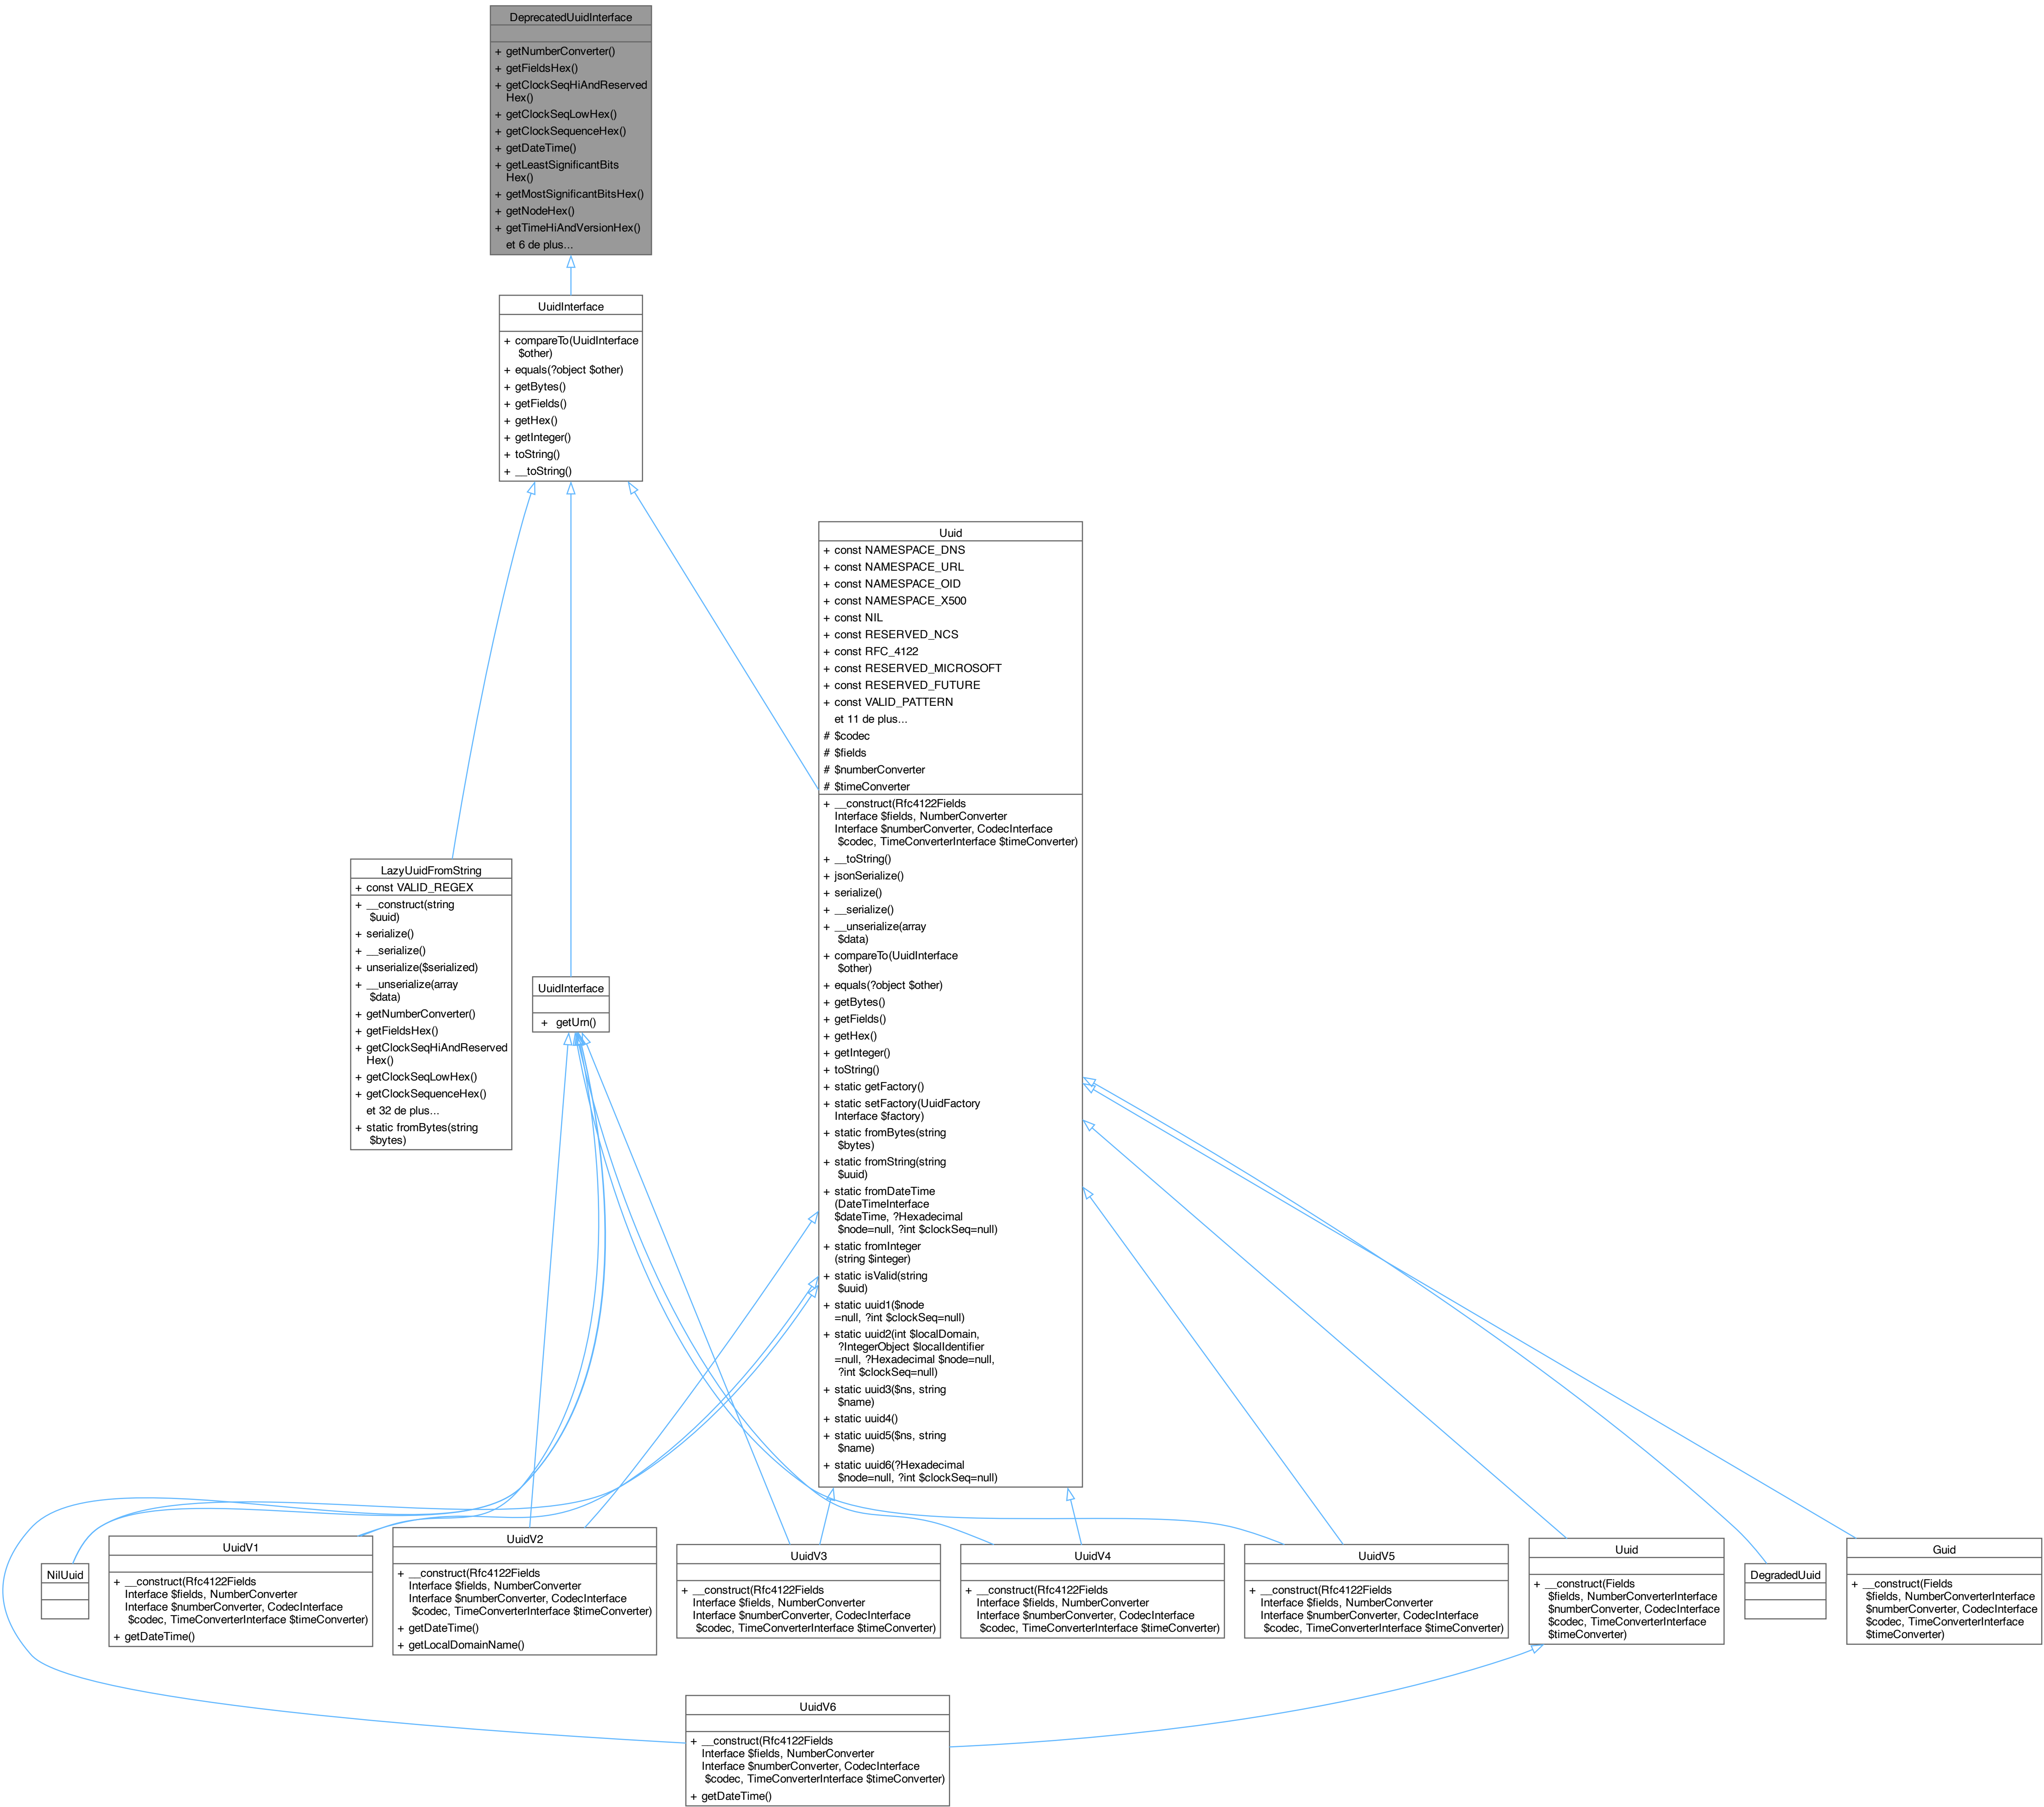 DeprecatedUuidInterface
+ getNumberConverter()
+ getFieldsHex()
+ getClockSeqHiAndReserved
Hex()
+ getClockSeqLowHex()
+ getClockSequenceHex()
+ getDateTime()
+ getLeastSignificantBits
Hex()
+ getMostSignificantBitsHex()
+ getNodeHex()
+ getTimeHiAndVersionHex()
et 6 de plus...
UuidInterface
+ compareTo(UuidInterface
$other)
+ equals(?object $other)
+ getBytes()
+ getFields()
+ getHex()
+ getInteger()
+ toString()
+ __toString()
Uuid
+ const NAMESPACE_DNS
+ const NAMESPACE_URL
+ const NAMESPACE_OID
+ const NAMESPACE_X500
+ const NIL
+ const RESERVED_NCS
+ const RFC_4122
+ const RESERVED_MICROSOFT
+ const RESERVED_FUTURE
+ const VALID_PATTERN
et 11 de plus...
# $codec
# $fields
# $numberConverter
# $timeConverter
+ __construct(Rfc4122Fields
Interface $fields, NumberConverter
Interface $numberConverter, CodecInterface
$codec, TimeConverterInterface $timeConverter)
+ __toString()
+ jsonSerialize()
+ serialize()
+ __serialize()
+ __unserialize(array
$data)
+ compareTo(UuidInterface
$other)
+ equals(?object $other)
+ getBytes()
+ getFields()
+ getHex()
+ getInteger()
+ toString()
+ static getFactory()
+ static setFactory(UuidFactory
Interface $factory)
+ static fromBytes(string
$bytes)
+ static fromString(string
$uuid)
+ static fromDateTime
(DateTimeInterface
$dateTime, ?Hexadecimal
$node=null, ?int $clockSeq=null)
+ static fromInteger
(string $integer)
+ static isValid(string
$uuid)
+ static uuid1($node
=null, ?int $clockSeq=null)
+ static uuid2(int $localDomain,
?IntegerObject $localIdentifier
=null, ?Hexadecimal $node=null,
?int $clockSeq=null)
+ static uuid3($ns, string
$name)
+ static uuid4()
+ static uuid5($ns, string
$name)
+ static uuid6(?Hexadecimal
$node=null, ?int $clockSeq=null)
LazyUuidFromString
+ const VALID_REGEX
+ __construct(string
$uuid)
+ serialize()
+ __serialize()
+ unserialize($serialized)
+ __unserialize(array
$data)
+ getNumberConverter()
+ getFieldsHex()
+ getClockSeqHiAndReserved
Hex()
+ getClockSeqLowHex()
+ getClockSequenceHex()
et 32 de plus...
+ static fromBytes(string
$bytes)
UuidInterface
+ getUrn()
NilUuid
UuidV1
+ __construct(Rfc4122Fields
Interface $fields, NumberConverter
Interface $numberConverter, CodecInterface
$codec, TimeConverterInterface $timeConverter)
+ getDateTime()
UuidV2
+ __construct(Rfc4122Fields
Interface $fields, NumberConverter
Interface $numberConverter, CodecInterface
$codec, TimeConverterInterface $timeConverter)
+ getDateTime()
+ getLocalDomainName()
UuidV3
+ __construct(Rfc4122Fields
Interface $fields, NumberConverter
Interface $numberConverter, CodecInterface
$codec, TimeConverterInterface $timeConverter)
UuidV4
+ __construct(Rfc4122Fields
Interface $fields, NumberConverter
Interface $numberConverter, CodecInterface
$codec, TimeConverterInterface $timeConverter)
UuidV5
+ __construct(Rfc4122Fields
Interface $fields, NumberConverter
Interface $numberConverter, CodecInterface
$codec, TimeConverterInterface $timeConverter)
Uuid
+ __construct(Fields
$fields, NumberConverterInterface
$numberConverter, CodecInterface
$codec, TimeConverterInterface
$timeConverter)
DegradedUuid
Guid
+ __construct(Fields
$fields, NumberConverterInterface
$numberConverter, CodecInterface
$codec, TimeConverterInterface
$timeConverter)
UuidV6
+ __construct(Rfc4122Fields
Interface $fields, NumberConverter
Interface $numberConverter, CodecInterface
$codec, TimeConverterInterface $timeConverter)
+ getDateTime()